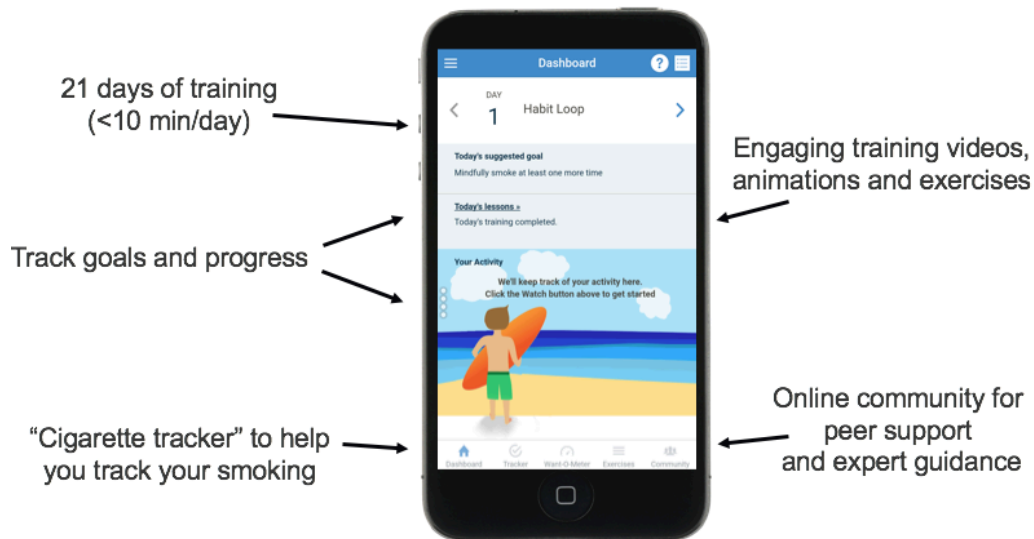 21 days of training
(<10 min/day)
Track goals and progress
“Cigarette tracker” to help
you track your smoking
Dashboard
?
DAY
1
Habit Loop
Today's suggested goal
Mindfully smoke at least one more time
Today's lessons »
Today's training completed.
Your Activity
We'll keep track of your activity here.
Click the Watch button above to get started
Dashboard Tracker Want-O-Meter Exercises Community
Engaging training videos,
animations and exercises
Online community for
peer support
and expert guidance